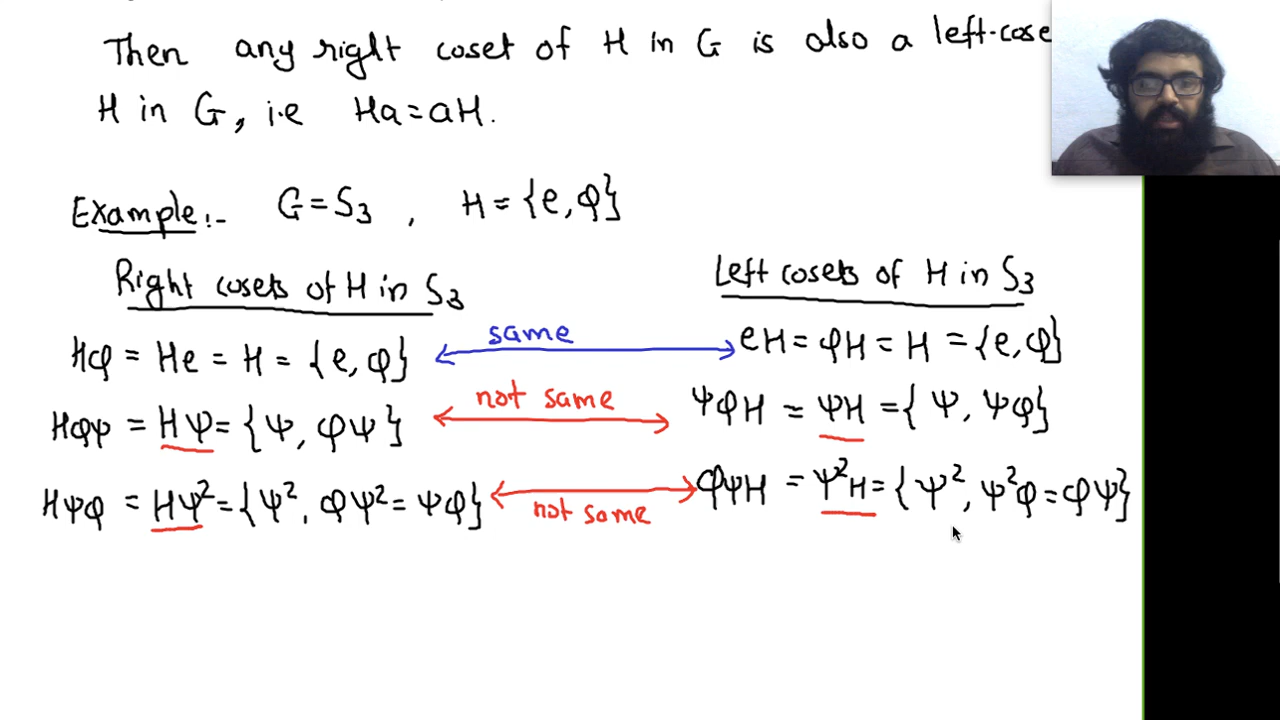 Then any right coset of H in G is also a left-cose
H in G, i.e Ha=aH.
Example:- G=S₃ , H={e,φ}
Right cosets of H in S₃
Left cosets of H in S₃
Hφ = He = H = {e,φ}
same
eH = φH = H = {e,φ}
Hφψ = Hψ = {ψ, φψ}
not same
ψφH = ψH = {ψ, ψφ}
Hψφ = Hψ² = {ψ², φψ² = ψφ}
not same
φψH = ψ²H = {ψ², ψ²φ = φψ}